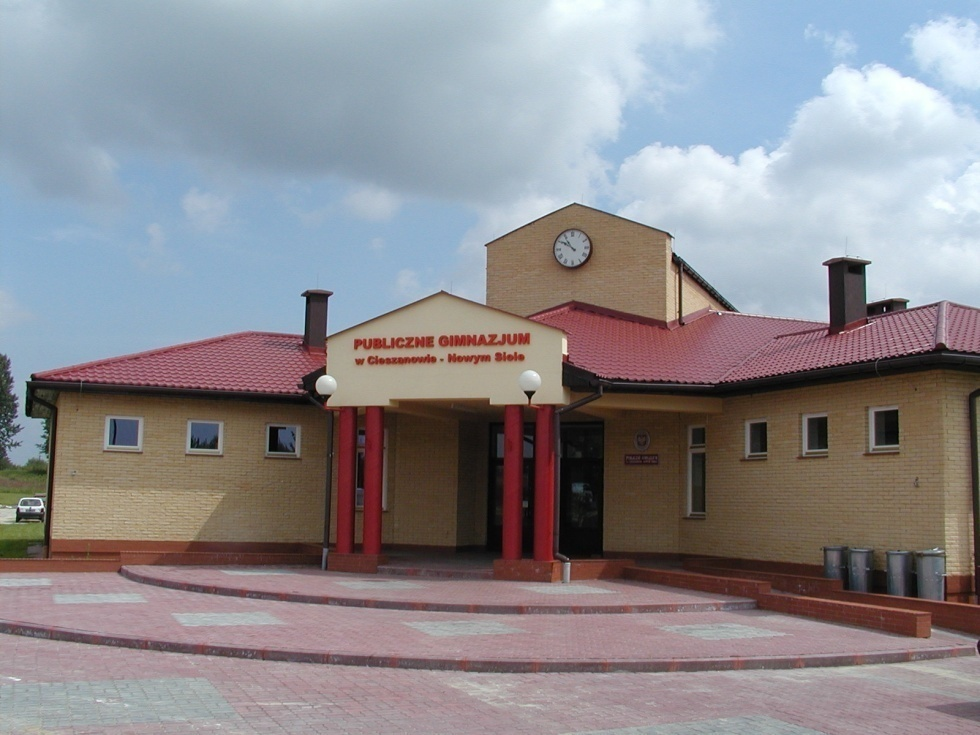 PUBLICZNE GIMNAZJUM
w Cieszanowie - Nowym Siole